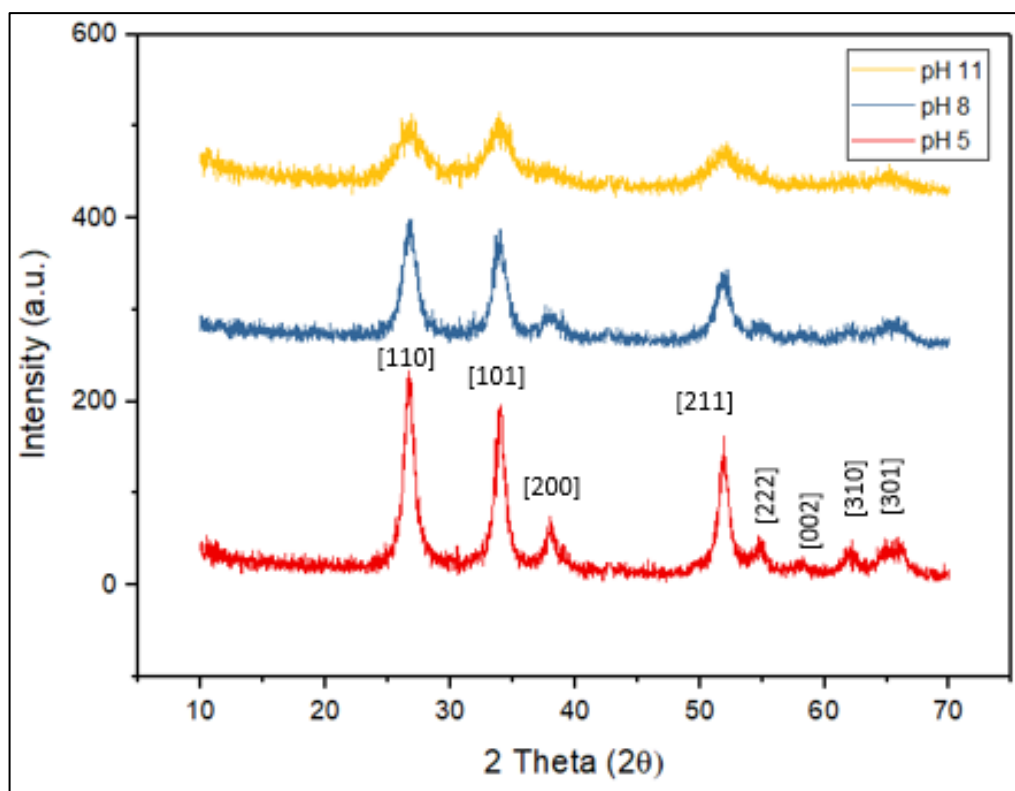 600
400
200
0
Intensity (a.u.)
pH 11
pH 8
pH 5
[110]
[101]
[200]
[211]
[222]
[002]
[310]
[301]
10 20 30 40 50 60 70
2 Theta (2θ)